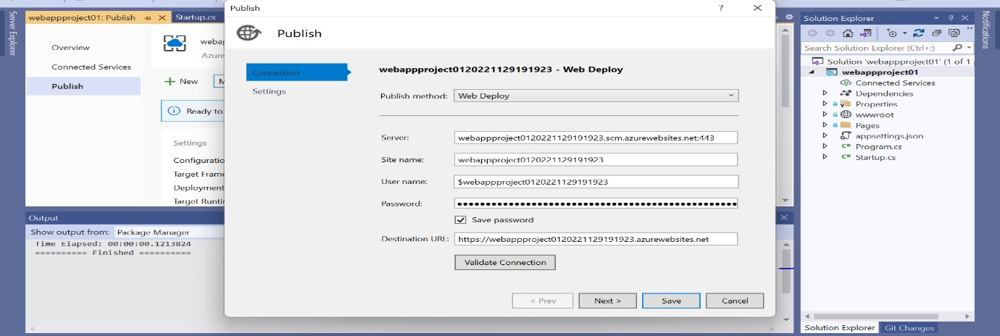 Publish
?
Server Explorer
webappproject01: Publish
Startup.cs
Overview
Connected Services
Publish
webap
Azure
New
M
Ready to
Settings
Configuratio
Target Frame
Deployment
Target Runti
Publish
Connection
Settings
webappproject0120221129191923 - Web Deploy
Publish method: Web Deploy
Server: webappproject0120221129191923.scm.azurewebsites.net:443
Site name: webappproject0120221129191923
User name: $webappproject0120221129191923
Password:
Save password
Destination URL: https://webappproject0120221129191923.azurewebsites.net
Validate Connection
< Prev Next > Save Cancel
Output
Show output from: Package Manager
Time Elapsed: 00:00:00.1213824
========== Finished ==========
Solution Explorer
Search Solution Explorer (Ctrl+;)
Solution 'webappproject01' (1 of 1
webappproject01
Connected Services
Dependencies
Properties
wwwroot
Pages
appsettings.json
C# Program.cs
C# Startup.cs
Solution Explorer Git Changes
Notifications